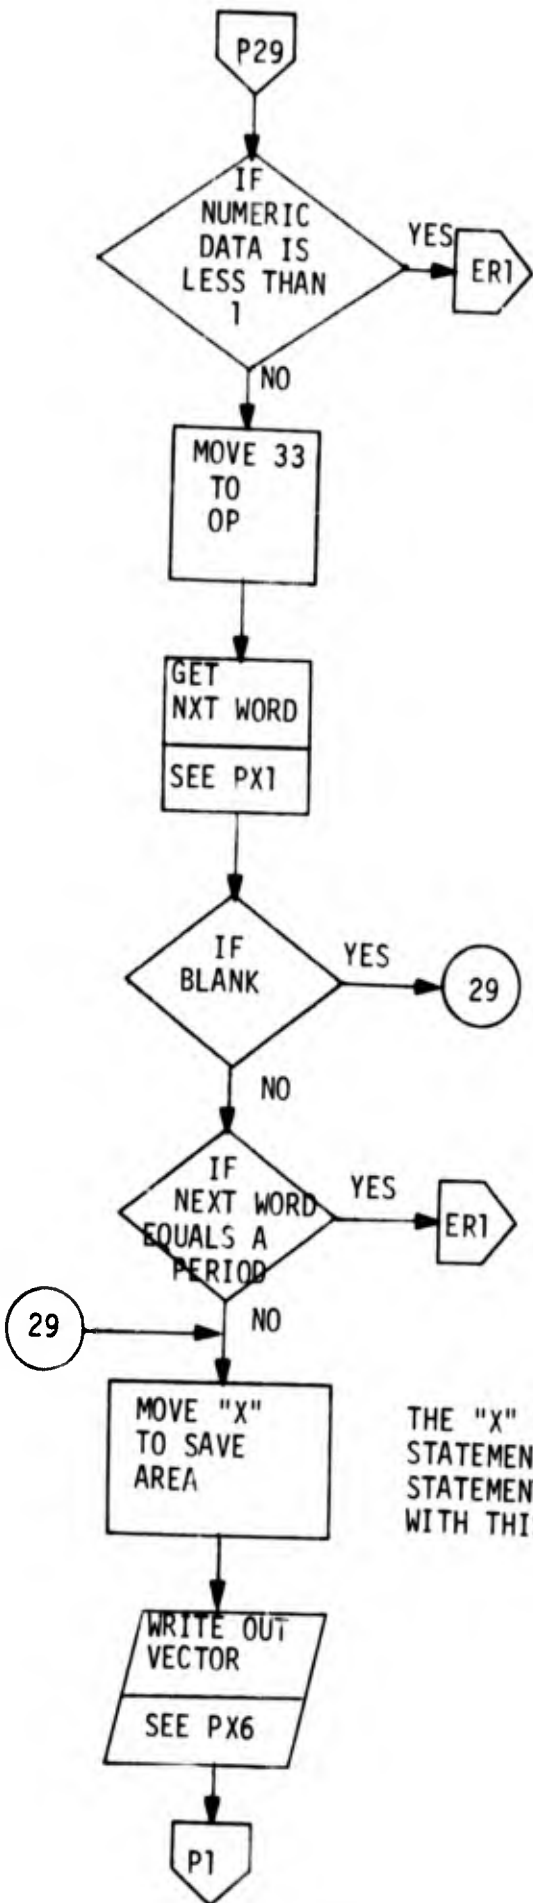 P29
IF
NUMERIC
DATA IS
LESS THAN
1
YES
ER1
NO
MOVE 33
TO
OP
GET
NXT WORD
SEE PX1
IF
BLANK
YES
29
NO
IF
NEXT WORD
EQUALS A
PERIOD
YES
ER1
29
NO
MOVE "X"
TO SAVE
AREA
THE "X"
STATEMEN
STATEMEN
WITH THI
WRITE OUT
VECTOR
SEE PX6
P1